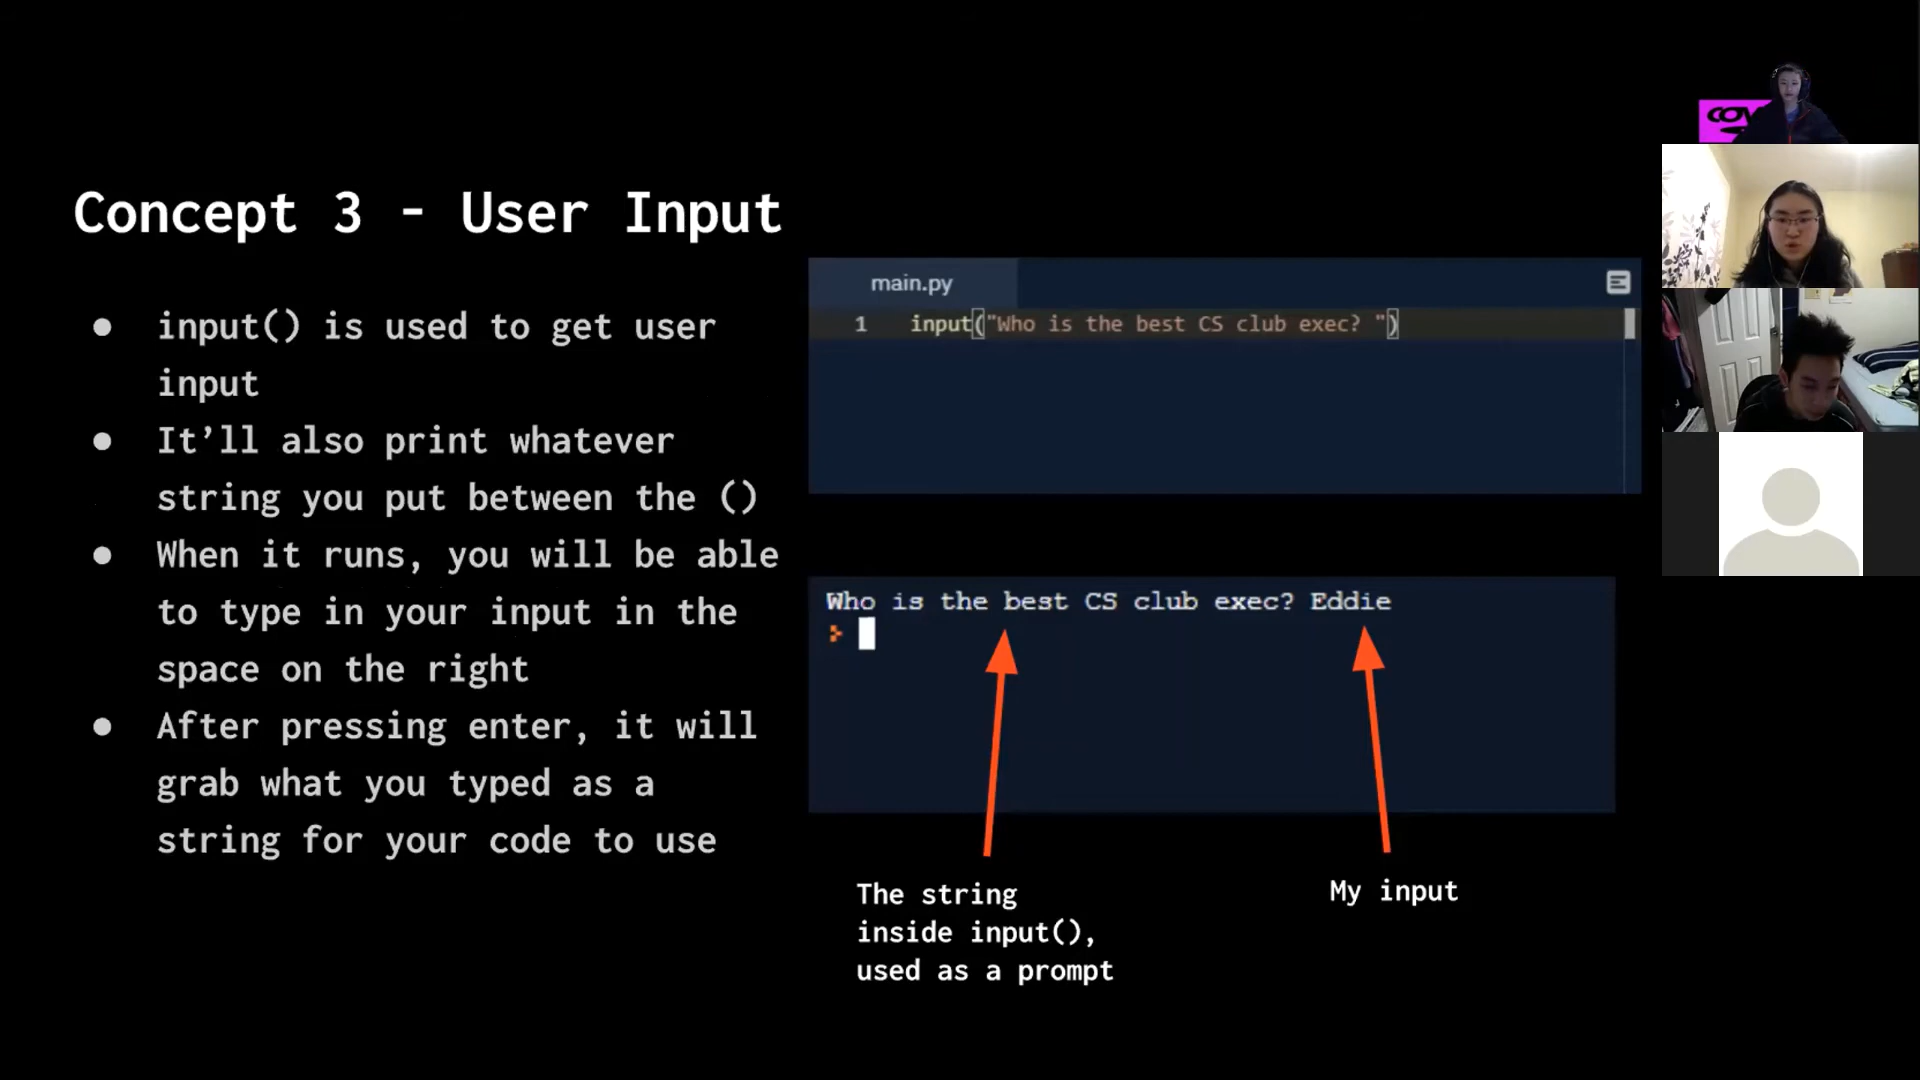 Concept 3 - User Input
● input() is used to get user
input
● It’ll also print whatever
string you put between the ()
● When it runs, you will be able
to type in your input in the
space on the right
● After pressing enter, it will
grab what you typed as a
string for your code to use
main.py
1 input("Who is the best CS club exec? ")
Who is the best CS club exec? Eddie
>
The string
inside input(),
used as a prompt
My input